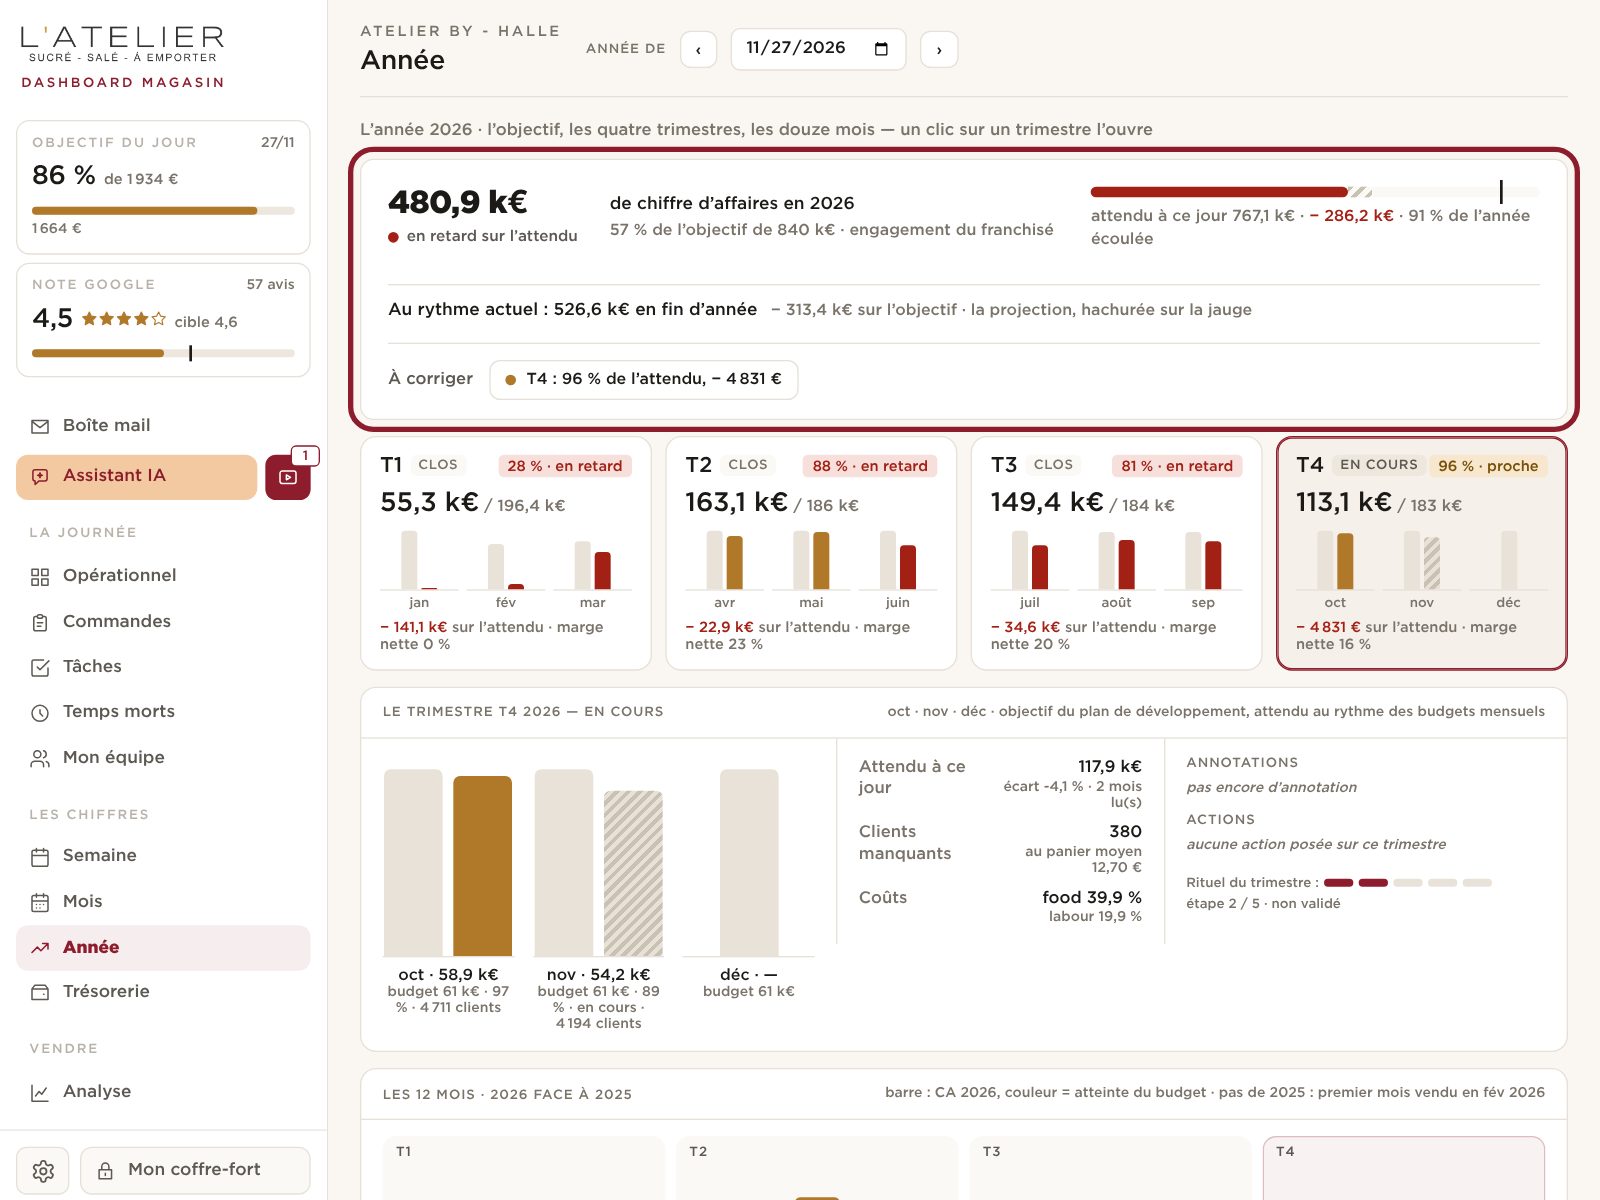 L'ATELIER
SUCRÉ - SALÉ - À EMPORTER
DASHBOARD MAGASIN
OBJECTIF DU JOUR 27/11
86 % de 1 934 €
1 664 €
NOTE GOOGLE 57 avis
4,5 cible 4,6
Boîte mail
Assistant IA 1
LA JOURNÉE
Opérationnel
Commandes
Tâches
Temps morts
Mon équipe
LES CHIFFRES
Semaine
Mois
Année
Trésorerie
VENDRE
Analyse
Mon coffre-fort
ATELIER BY - HALLE
Année
ANNÉE DE ‹ 11/27/2026 ›
L'année 2026 · l'objectif, les quatre trimestres, les douze mois — un clic sur un trimestre l'ouvre
480,9 k€
en retard sur l'attendu
de chiffre d'affaires en 2026
57 % de l'objectif de 840 k€ · engagement du franchisé
attendu à ce jour 767,1 k€ · − 286,2 k€ · 91 % de l'année
écoulée
Au rythme actuel : 526,6 k€ en fin d'année − 313,4 k€ sur l'objectif · la projection, hachurée sur la jauge
À corriger T4 : 96 % de l'attendu, − 4 831 €
T1 CLOS 28 % · en retard
55,3 k€ / 196,4 k€
jan fév mar
− 141,1 k€ sur l'attendu · marge
nette 0 %
T2 CLOS 88 % · en retard
163,1 k€ / 186 k€
avr mai juin
− 22,9 k€ sur l'attendu · marge
nette 23 %
T3 CLOS 81 % · en retard
149,4 k€ / 184 k€
juil août sep
− 34,6 k€ sur l'attendu · marge
nette 20 %
T4 EN COURS 96 % · proche
113,1 k€ / 183 k€
oct nov déc
− 4 831 € sur l'attendu · marge
nette 16 %
LE TRIMESTRE T4 2026 — EN COURS
oct · nov · déc · objectif du plan de développement, attendu au rythme des budgets mensuels
oct · 58,9 k€
budget 61 k€ · 97
% · 4 711 clients
nov · 54,2 k€
budget 61 k€ · 89
% · en cours ·
4 194 clients
déc · —
budget 61 k€
Attendu à ce
jour
117,9 k€
écart -4,1 % · 2 mois
lu(s)
Clients
manquants
380
au panier moyen
12,70 €
Coûts
food 39,9 %
labour 19,9 %
ANNOTATIONS
pas encore d'annotation
ACTIONS
aucune action posée sur ce trimestre
Rituel du trimestre :
étape 2 / 5 · non validé
LES 12 MOIS · 2026 FACE À 2025
barre : CA 2026, couleur = atteinte du budget · pas de 2025 : premier mois vendu en fév 2026
T1
T2
T3
T4